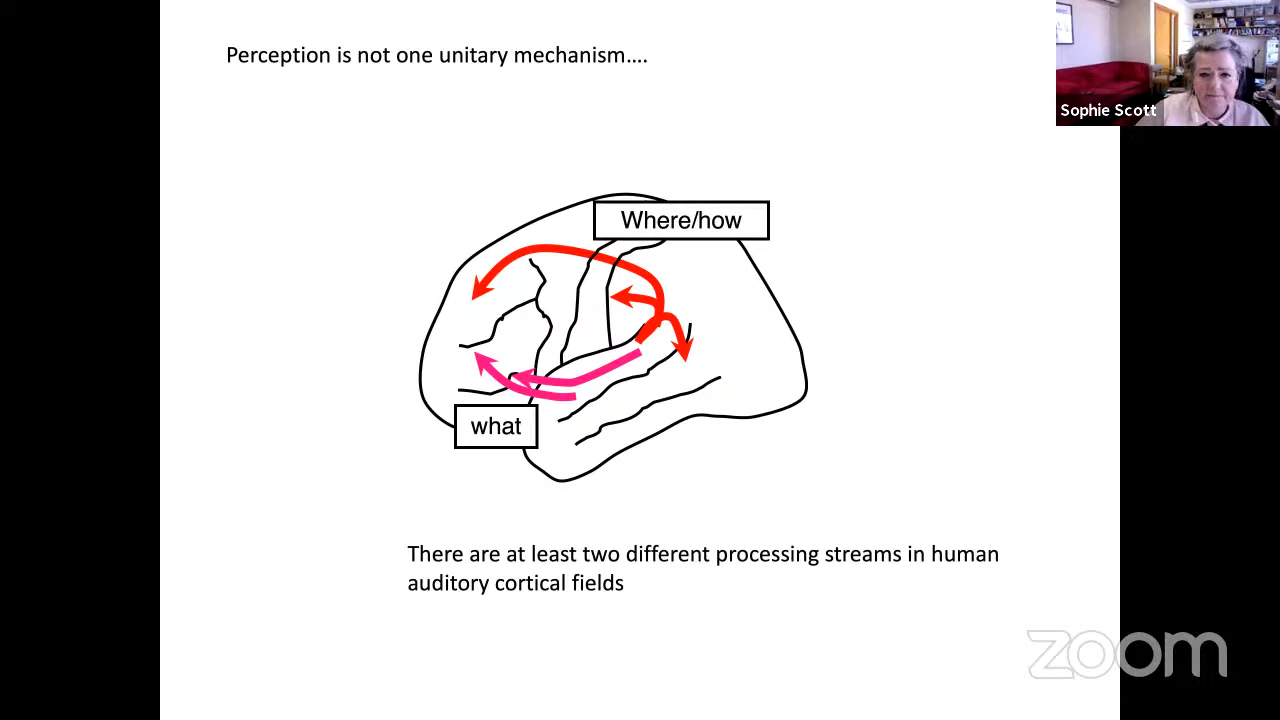 Perception is not one unitary mechanism....
Sophie Scott
Where/how
what
There are at least two different processing streams in human
auditory cortical fields
zoom